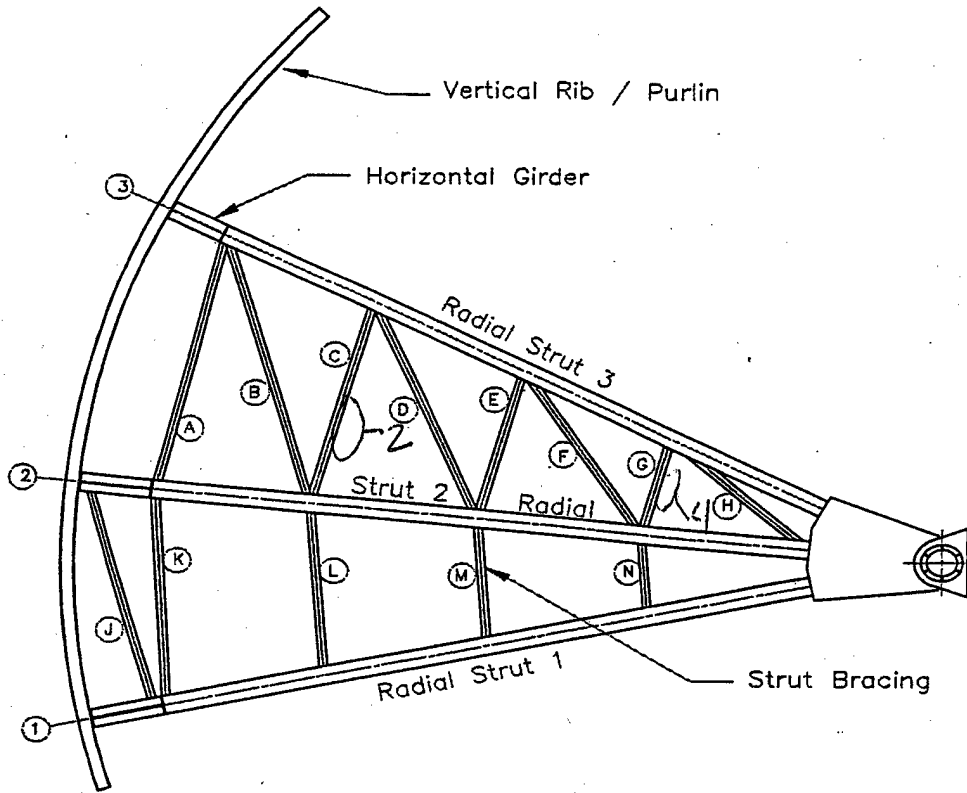 Vertical Rib / Purlin
3
Horizontal Girder
Radial Strut 3
C
E
B
D
A
2
F
G
2
Strut 2
Radial
H
4
K
L
M
N
J
Radial Strut 1
Strut Bracing
1